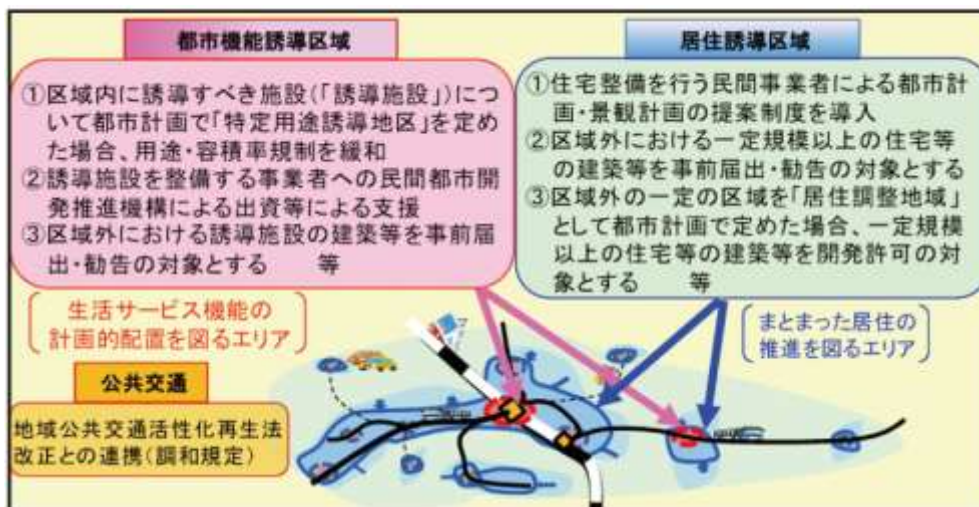 都市機能誘導区域
①区域内に誘導すべき施設(「誘導施設」)につ
いて都市計画で「特定用途誘導地区」を定め
た場合、用途・容積率規制を緩和
②誘導施設を整備する事業者への民間都市開
発推進機構による出資等による支援
③区域外における誘導施設の建築等を事前届
出・勧告の対象とする 等
生活サービス機能の
計画的配置を図るエリア
居住誘導区域
①住宅整備を行う民間事業者による都市計
画・景観計画の提案制度を導入
②区域外における一定規模以上の住宅等
の建築等を事前届出・勧告の対象とする
③区域外の一定の区域を「居住調整地域」
として都市計画で定めた場合、一定規模
以上の住宅等の建築等を開発許可の対
象とする 等
まとまった居住の
推進を図るエリア
公共交通
地域公共交通活性化再生法
改正との連携(調和規定)